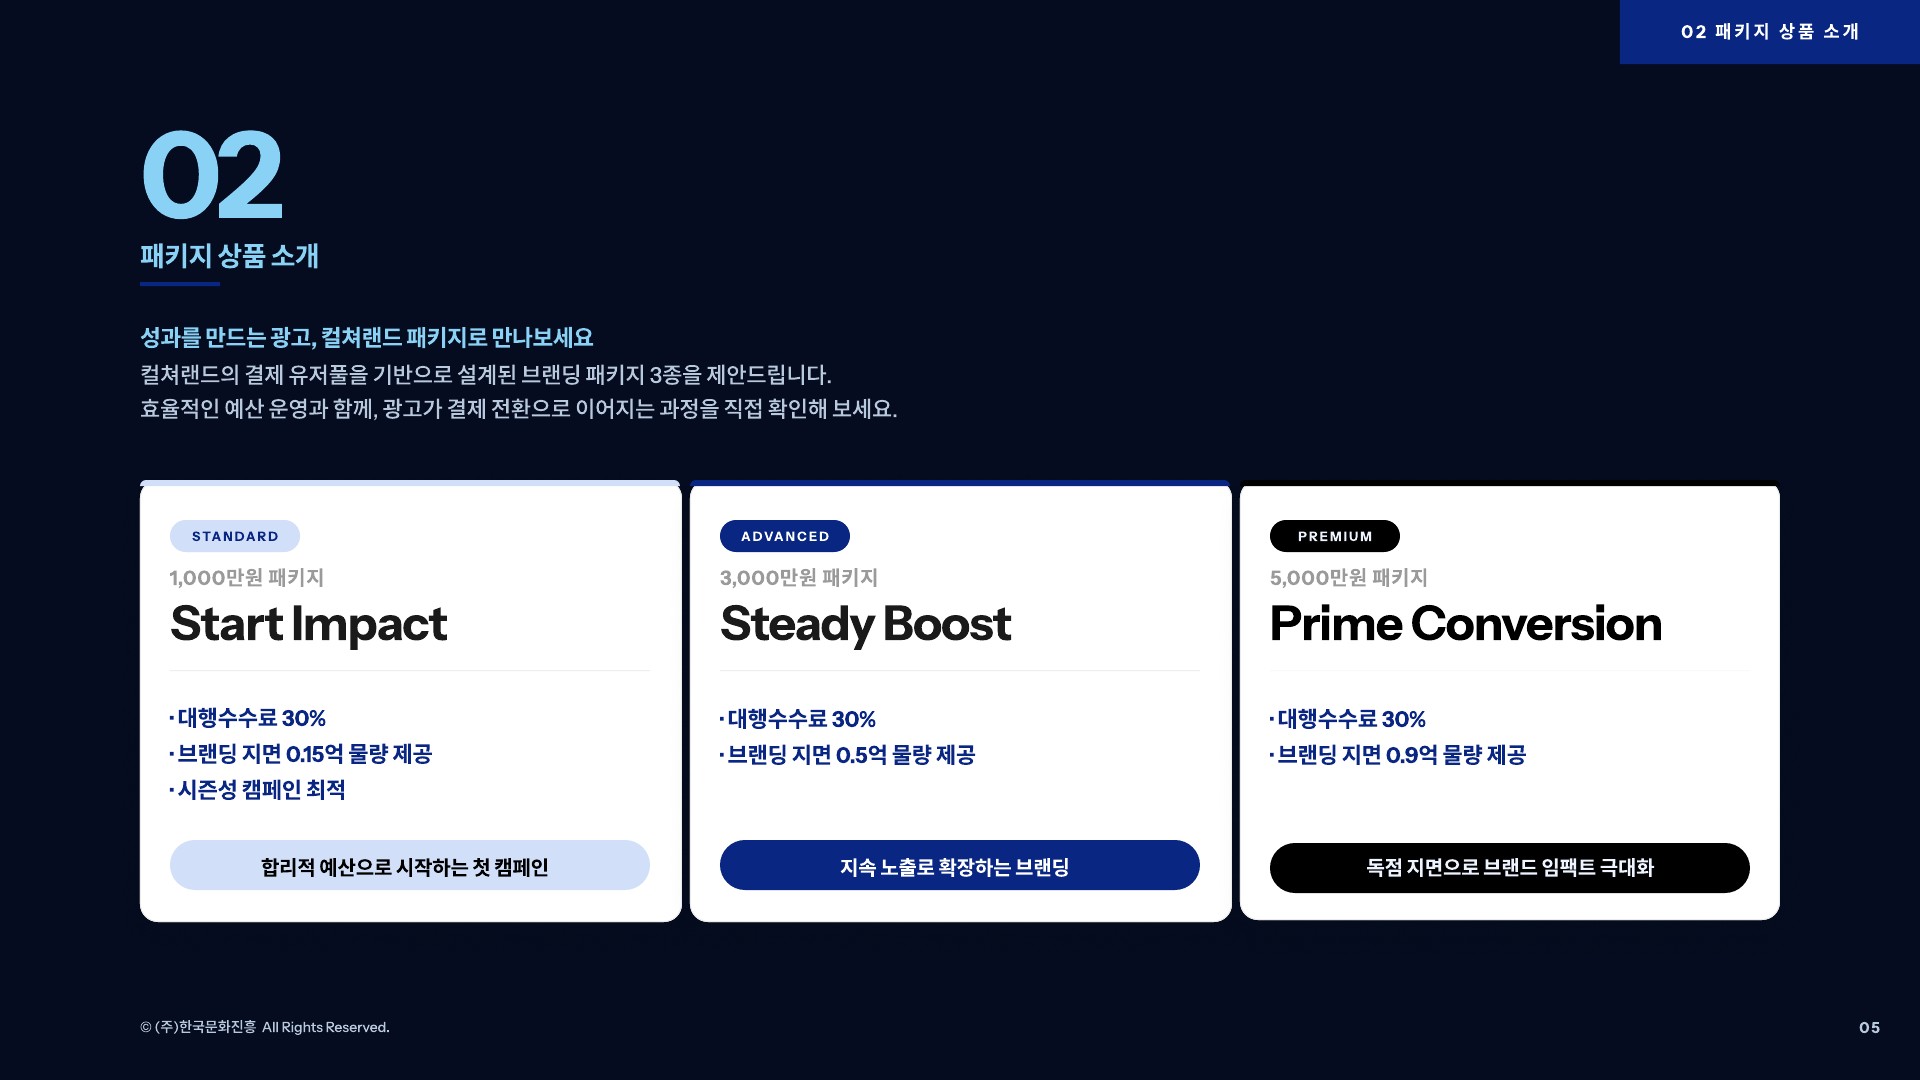 02 패키지 상품 소개
02
패키지 상품 소개
성과를 만드는 광고, 컬쳐랜드 패키지로 만나보세요
컬쳐랜드의 결제 유저풀을 기반으로 설계된 브랜딩 패키지 3종을 제안드립니다.
효율적인 예산 운영과 함께, 광고가 결제 전환으로 이어지는 과정을 직접 확인해 보세요.
STANDARD
1,000만원 패키지
Start Impact
· 대행수수료 30%
· 브랜딩 지면 0.15억 물량 제공
· 시즌성 캠페인 최적
합리적 예산으로 시작하는 첫 캠페인
ADVANCED
3,000만원 패키지
Steady Boost
· 대행수수료 30%
· 브랜딩 지면 0.5억 물량 제공
지속 노출로 확장하는 브랜딩
PREMIUM
5,000만원 패키지
Prime Conversion
· 대행수수료 30%
· 브랜딩 지면 0.9억 물량 제공
독점 지면으로 브랜드 임팩트 극대화
© (주)한국문화진흥 All Rights Reserved.
05